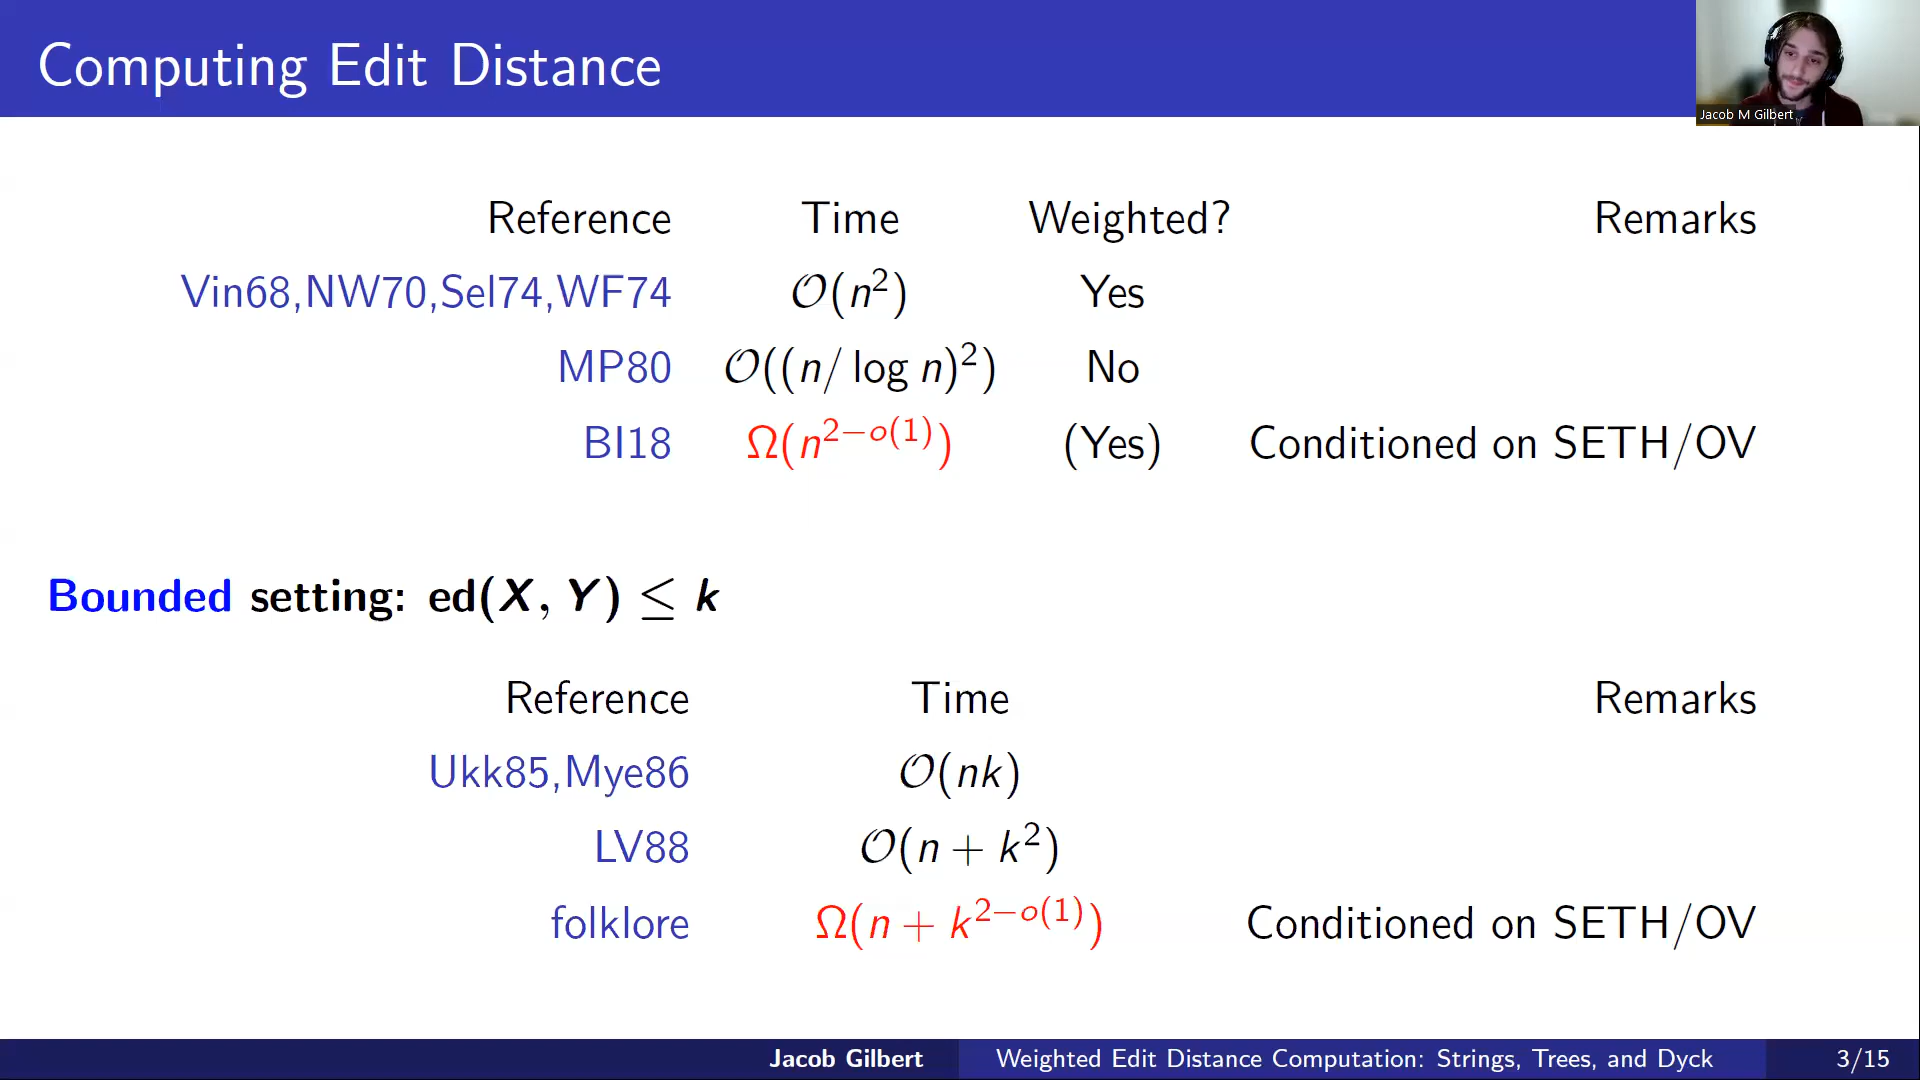 Computing Edit Distance
Jacob M Gilbert
Reference Time Weighted? Remarks
Vin68,NW70,Sel74,WF74 𝒪(n²) Yes
MP80 𝒪((n/ log n)²) No
BI18 Ω(n^{2−o(1)}) (Yes) Conditioned on SETH/OV
Bounded setting: ed(X, Y) ≤ k
Reference Time Remarks
Ukk85,Mye86 𝒪(nk)
LV88 𝒪(n + k²)
folklore Ω(n + k^{2−o(1)}) Conditioned on SETH/OV
Jacob Gilbert Weighted Edit Distance Computation: Strings, Trees, and Dyck 3/15